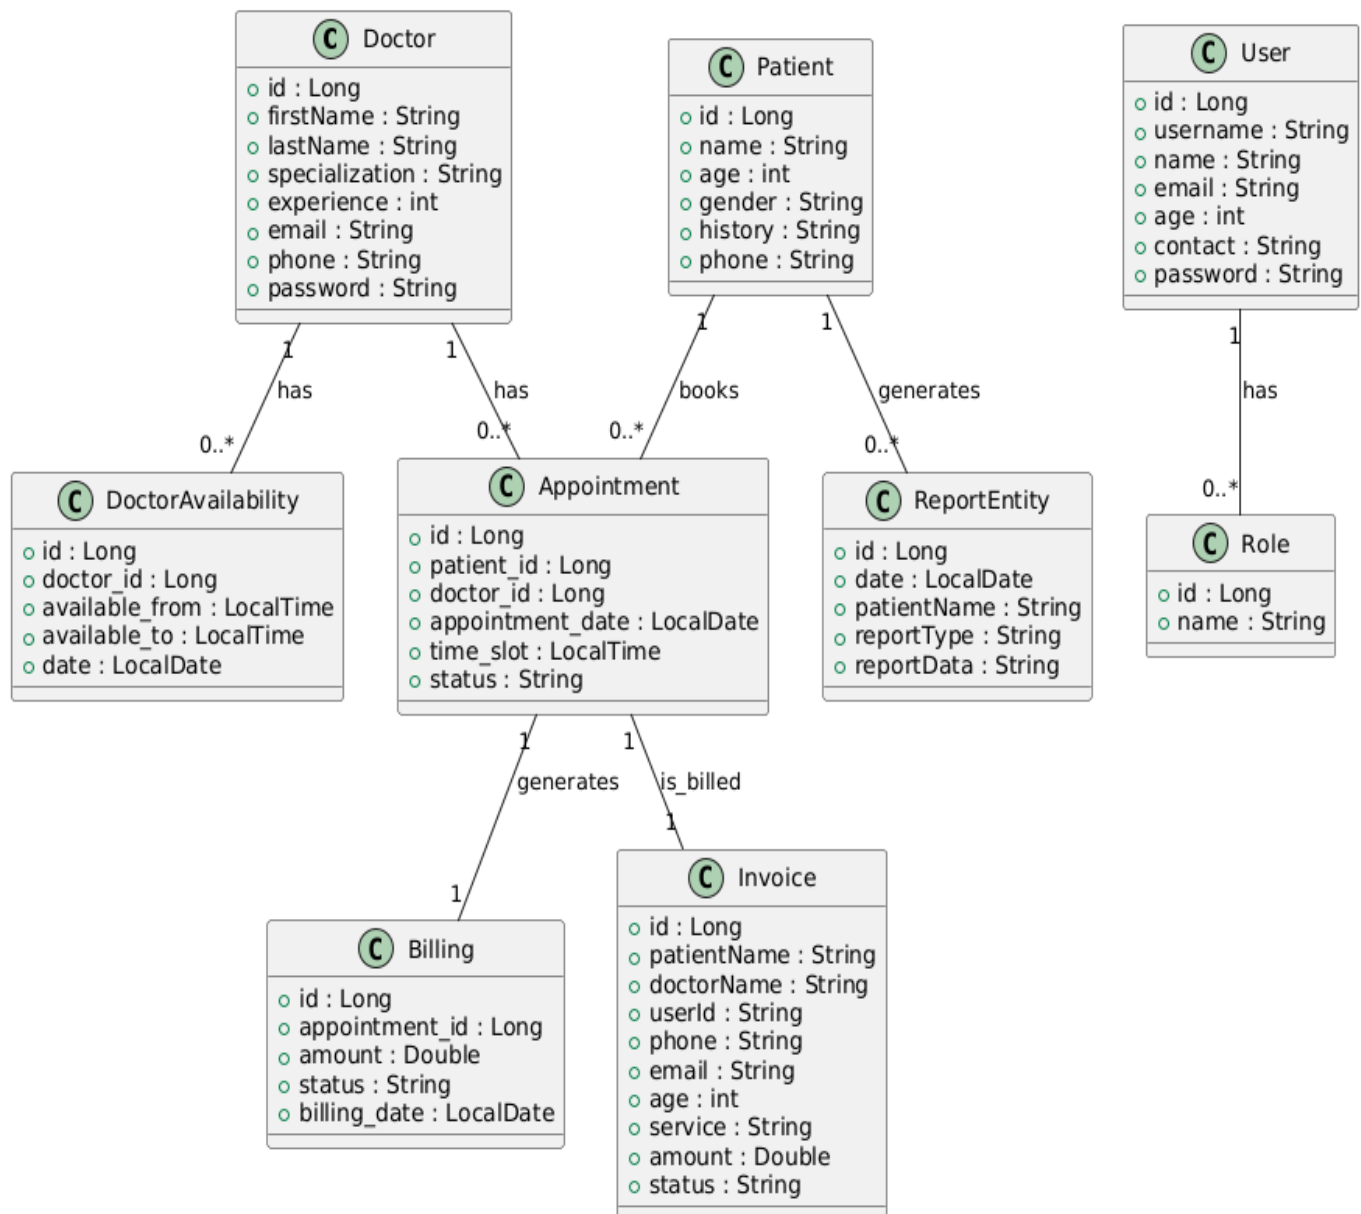 C Doctor
id : Long
firstName : String
lastName : String
specialization : String
experience : int
email : String
phone : String
password : String
C Patient
id : Long
name : String
age : int
gender : String
history : String
phone : String
C User
id : Long
username : String
name : String
email : String
age : int
contact : String
password : String
1
has
0..*
1
has
0..*
1
books
0..*
1
generates
0..*
1
has
0..*
C DoctorAvailability
id : Long
doctor_id : Long
available_from : LocalTime
available_to : LocalTime
date : LocalDate
C Appointment
id : Long
patient_id : Long
doctor_id : Long
appointment_date : LocalDate
time_slot : LocalTime
status : String
C ReportEntity
id : Long
date : LocalDate
patientName : String
reportType : String
reportData : String
C Role
id : Long
name : String
1
generates
1
1
is_billed
1
C Billing
id : Long
appointment_id : Long
amount : Double
status : String
billing_date : LocalDate
C Invoice
id : Long
patientName : String
doctorName : String
userId : String
phone : String
email : String
age : int
service : String
amount : Double
status : String